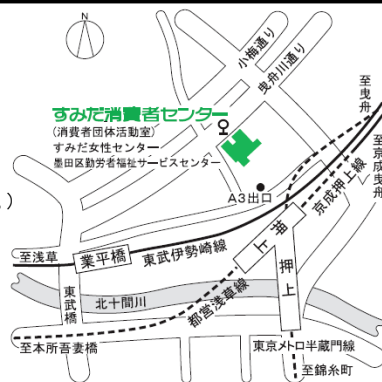 小梅通り
曳舟川通り
至曳舟
至京成曳舟
すみだ消費者センター
(消費者団体活動室)
すみだ女性センター
墨田区勤労者福祉サービスセンター
)
A3出口
京成押上線
押上
押上
至浅草
業平橋
東武伊勢崎線
東武橋
北十間川
都営浅草線
至本所吾妻橋
東京メトロ半蔵門線
至錦糸町